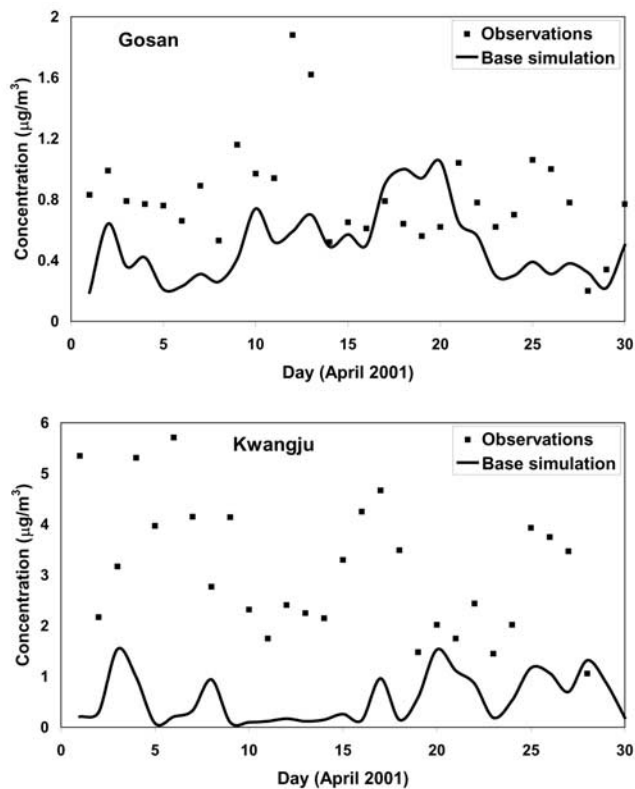 Gosan
Observations
Base simulation
Concentration (µg/m³)
2
1.6
1.2
0.8
0.4
0
0 5 10 15 20 25 30
Day (April 2001)
Kwangju
Observations
Base simulation
Concentration (µg/m³)
6
5
4
3
2
1
0
0 5 10 15 20 25 30
Day (April 2001)